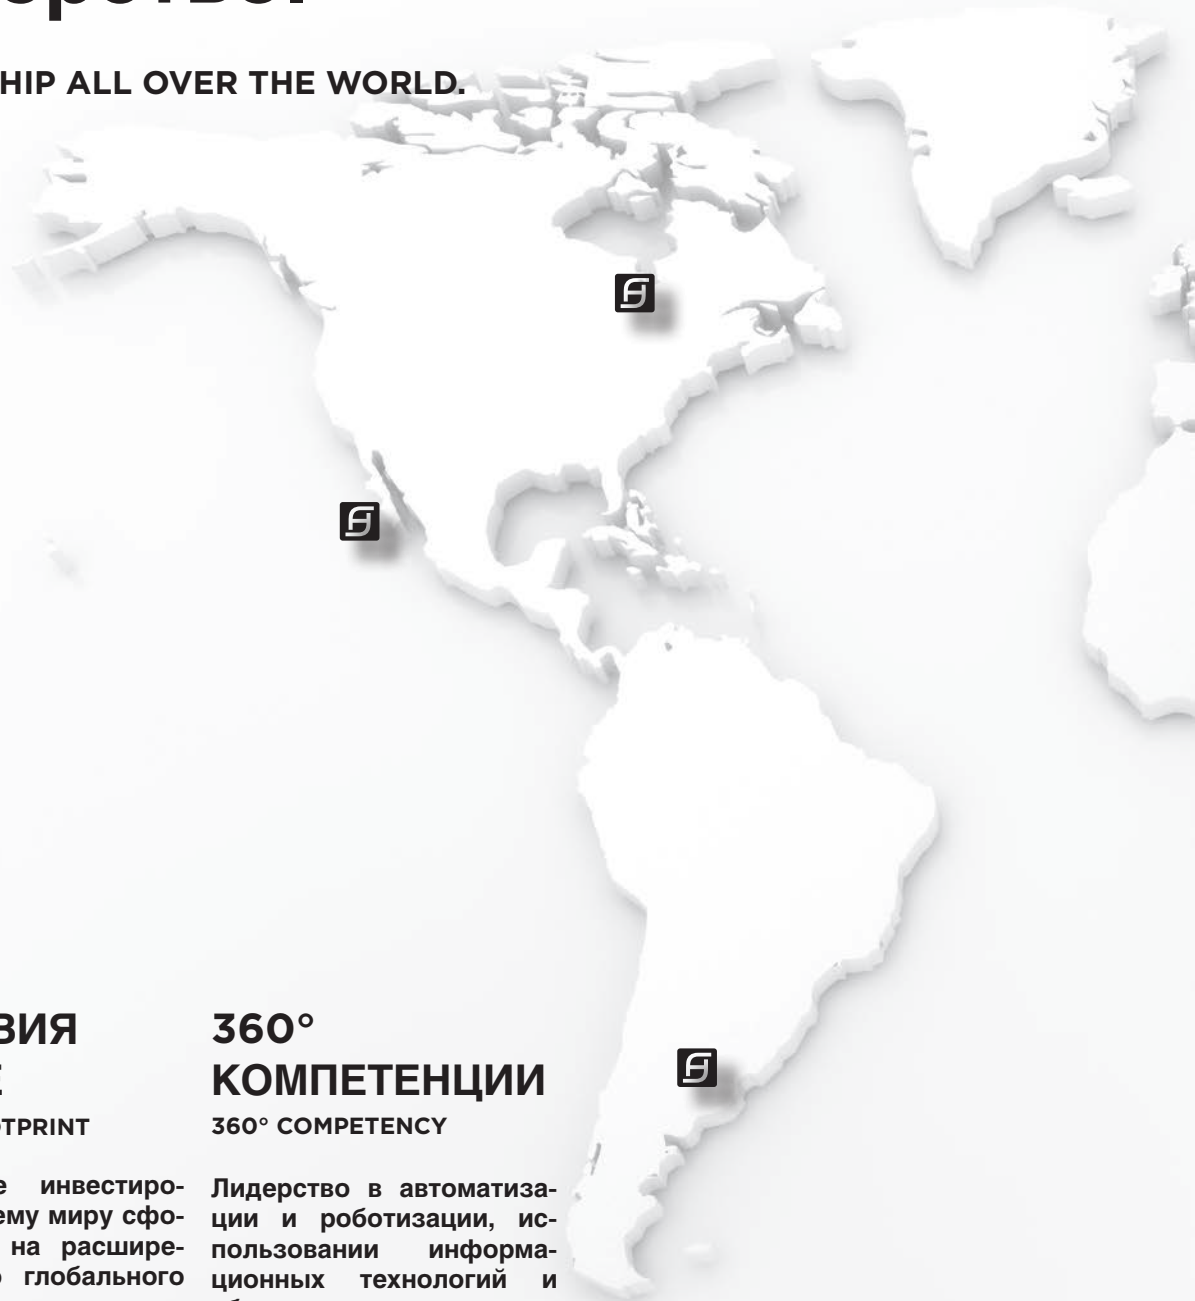 HIP ALL OVER THE WORLD.
ВИЯ
Е
TPRINT
е инвестиро-
ему миру сфо-
на расшире-
о глобального
360°
КОМПЕТЕНЦИИ
360° COMPETENCY
Лидерство в автоматиза-
ции и роботизации, ис-
пользовании информа-
ционных технологий и